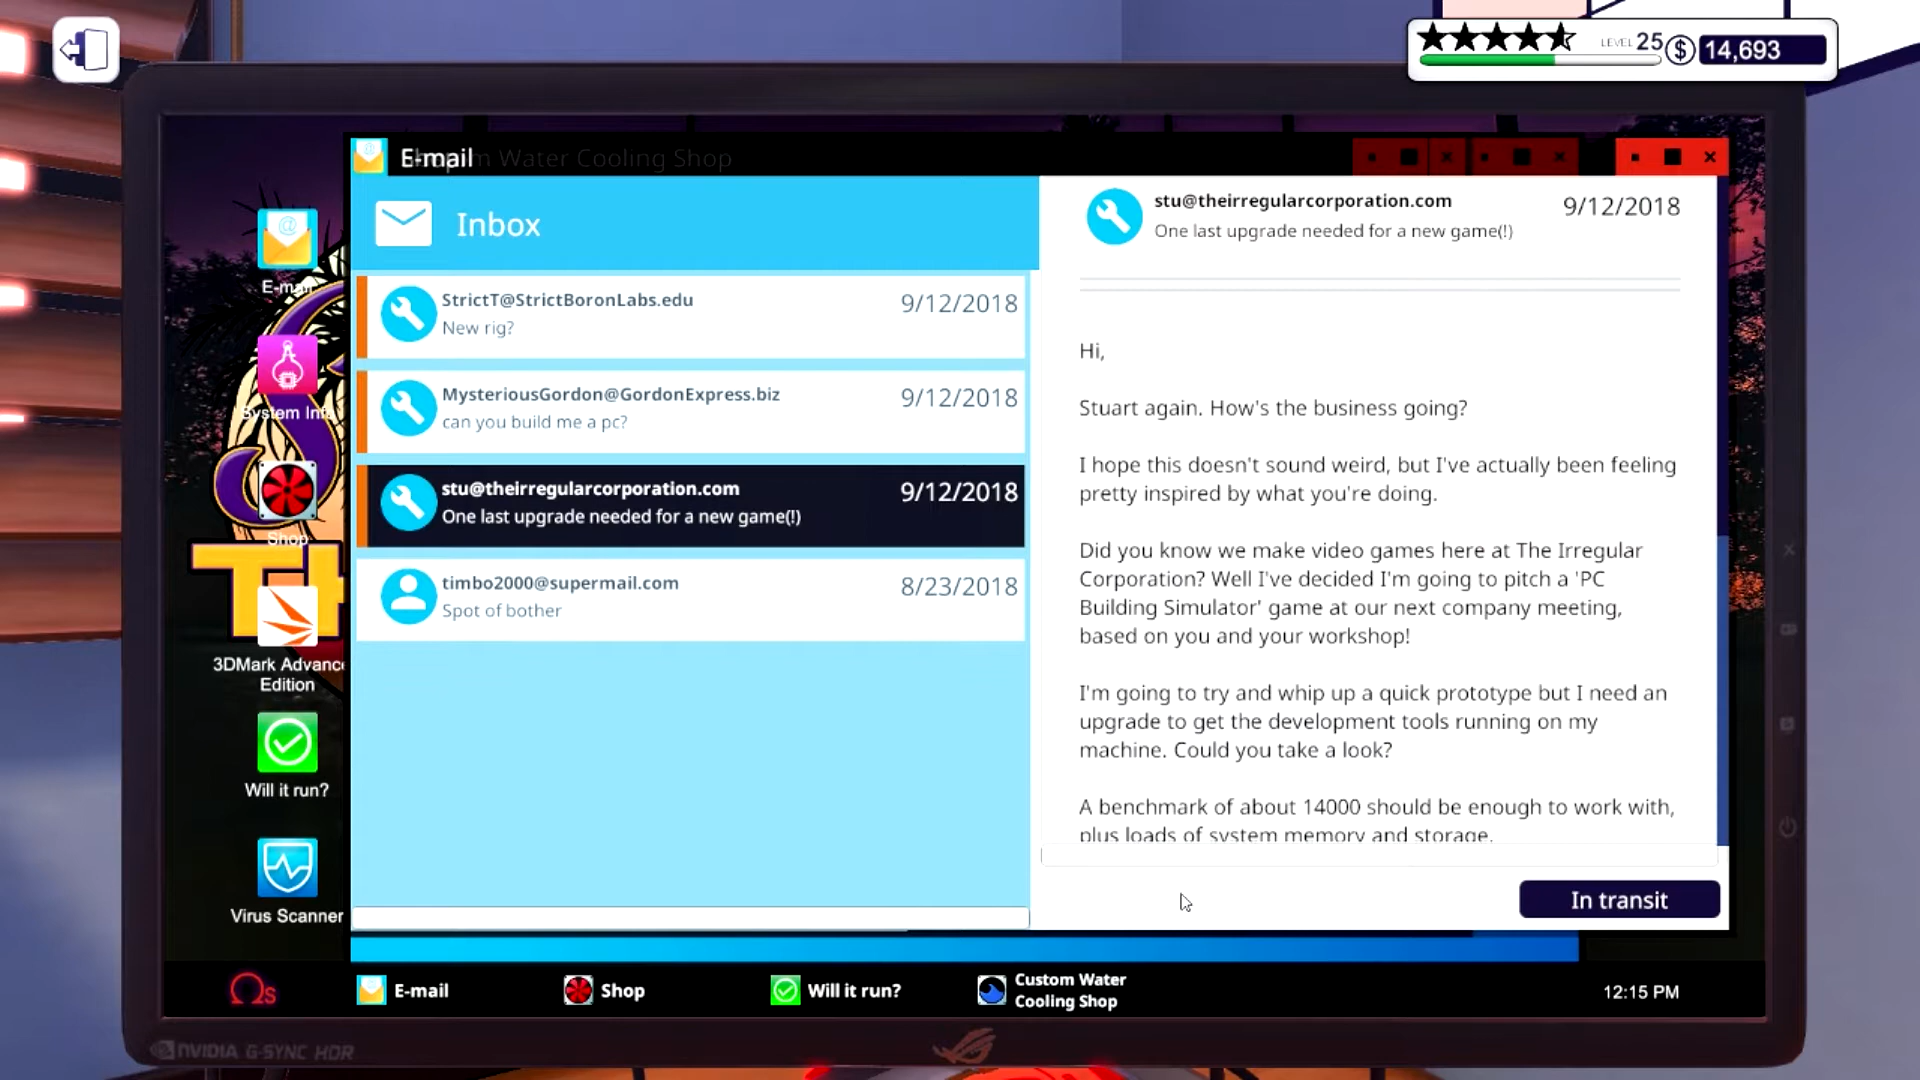 LEVEL 25
$ 14,693
E-mail
Water Cooling Shop
Inbox
StrictT@StrictBoronLabs.edu
9/12/2018
New rig?
MysteriousGordon@GordonExpress.biz
9/12/2018
can you build me a pc?
stu@theirregularcorporation.com
9/12/2018
One last upgrade needed for a new game(!)
timbo2000@supermail.com
8/23/2018
Spot of bother
stu@theirregularcorporation.com
9/12/2018
One last upgrade needed for a new game(!)
Hi,
Stuart again. How's the business going?
I hope this doesn't sound weird, but I've actually been feeling
pretty inspired by what you're doing.
Did you know we make video games here at The Irregular
Corporation? Well I've decided I'm going to pitch a 'PC
Building Simulator' game at our next company meeting,
based on you and your workshop!
I'm going to try and whip up a quick prototype but I need an
upgrade to get the development tools running on my
machine. Could you take a look?
A benchmark of about 14000 should be enough to work with,
plus loads of system memory and storage.
In transit
E-mail
System Info
Shop
3DMark Advance
Edition
Will it run?
Virus Scanner
Ωs
E-mail
Shop
Will it run?
Custom Water
Cooling Shop
12:15 PM
NVIDIA G-SYNC HDR